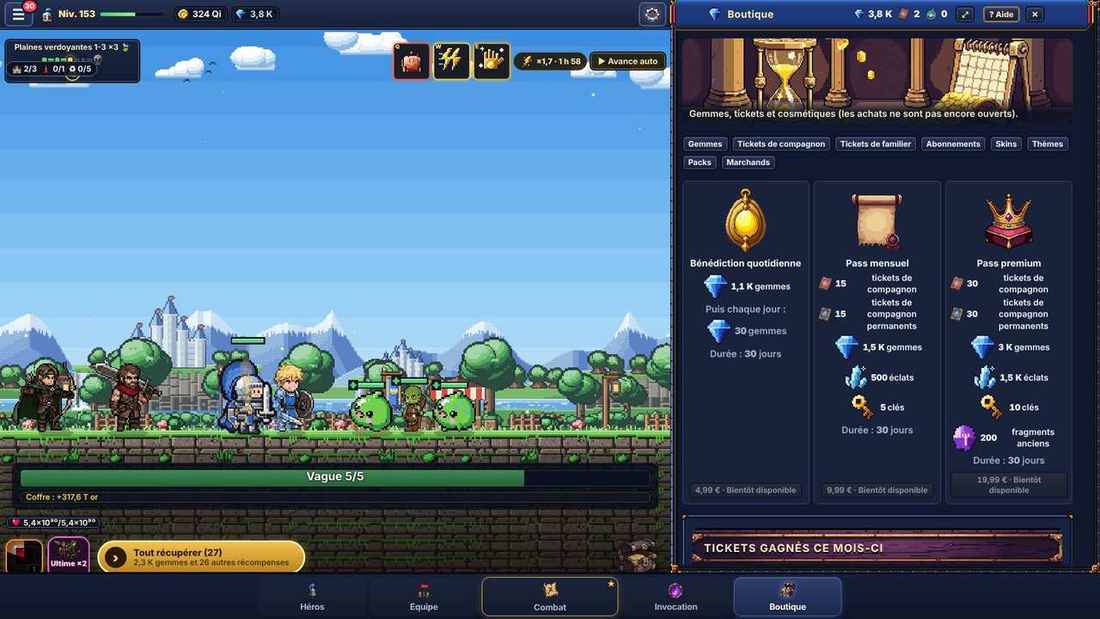 30
Niv. 153
324 Qi
3,8 K
Boutique
3,8 K
2
0
? Aide
×
Plaines verdoyantes 1-3 ×3
2/3
0/1
0/5
Q
W
×1,7 · 1 h 58
Avance auto
Gemmes, tickets et cosmétiques (les achats ne sont pas encore ouverts).
Gemmes
Tickets de compagnon
Tickets de familier
Abonnements
Skins
Thèmes
Packs
Marchands
Bénédiction quotidienne
1,1 K gemmes
Puis chaque jour :
30 gemmes
Durée : 30 jours
4,99 € · Bientôt disponible
Pass mensuel
15 tickets de
compagnon
15 tickets de
compagnon
permanents
1,5 K gemmes
500 éclats
5 clés
Durée : 30 jours
9,99 € · Bientôt disponible
Pass premium
30 tickets de
compagnon
30 tickets de
compagnon
permanents
3 K gemmes
1,5 K éclats
10 clés
200 fragments
anciens
Durée : 30 jours
19,99 € · Bientôt
disponible
Vague 5/5
Coffre : +317,6 T or
TICKETS GAGNÉS CE MOIS-CI
Ultime ×2
Tout récupérer (27)
2,3 K gemmes et 26 autres récompenses
Héros
Équipe
Combat
Invocation
Boutique